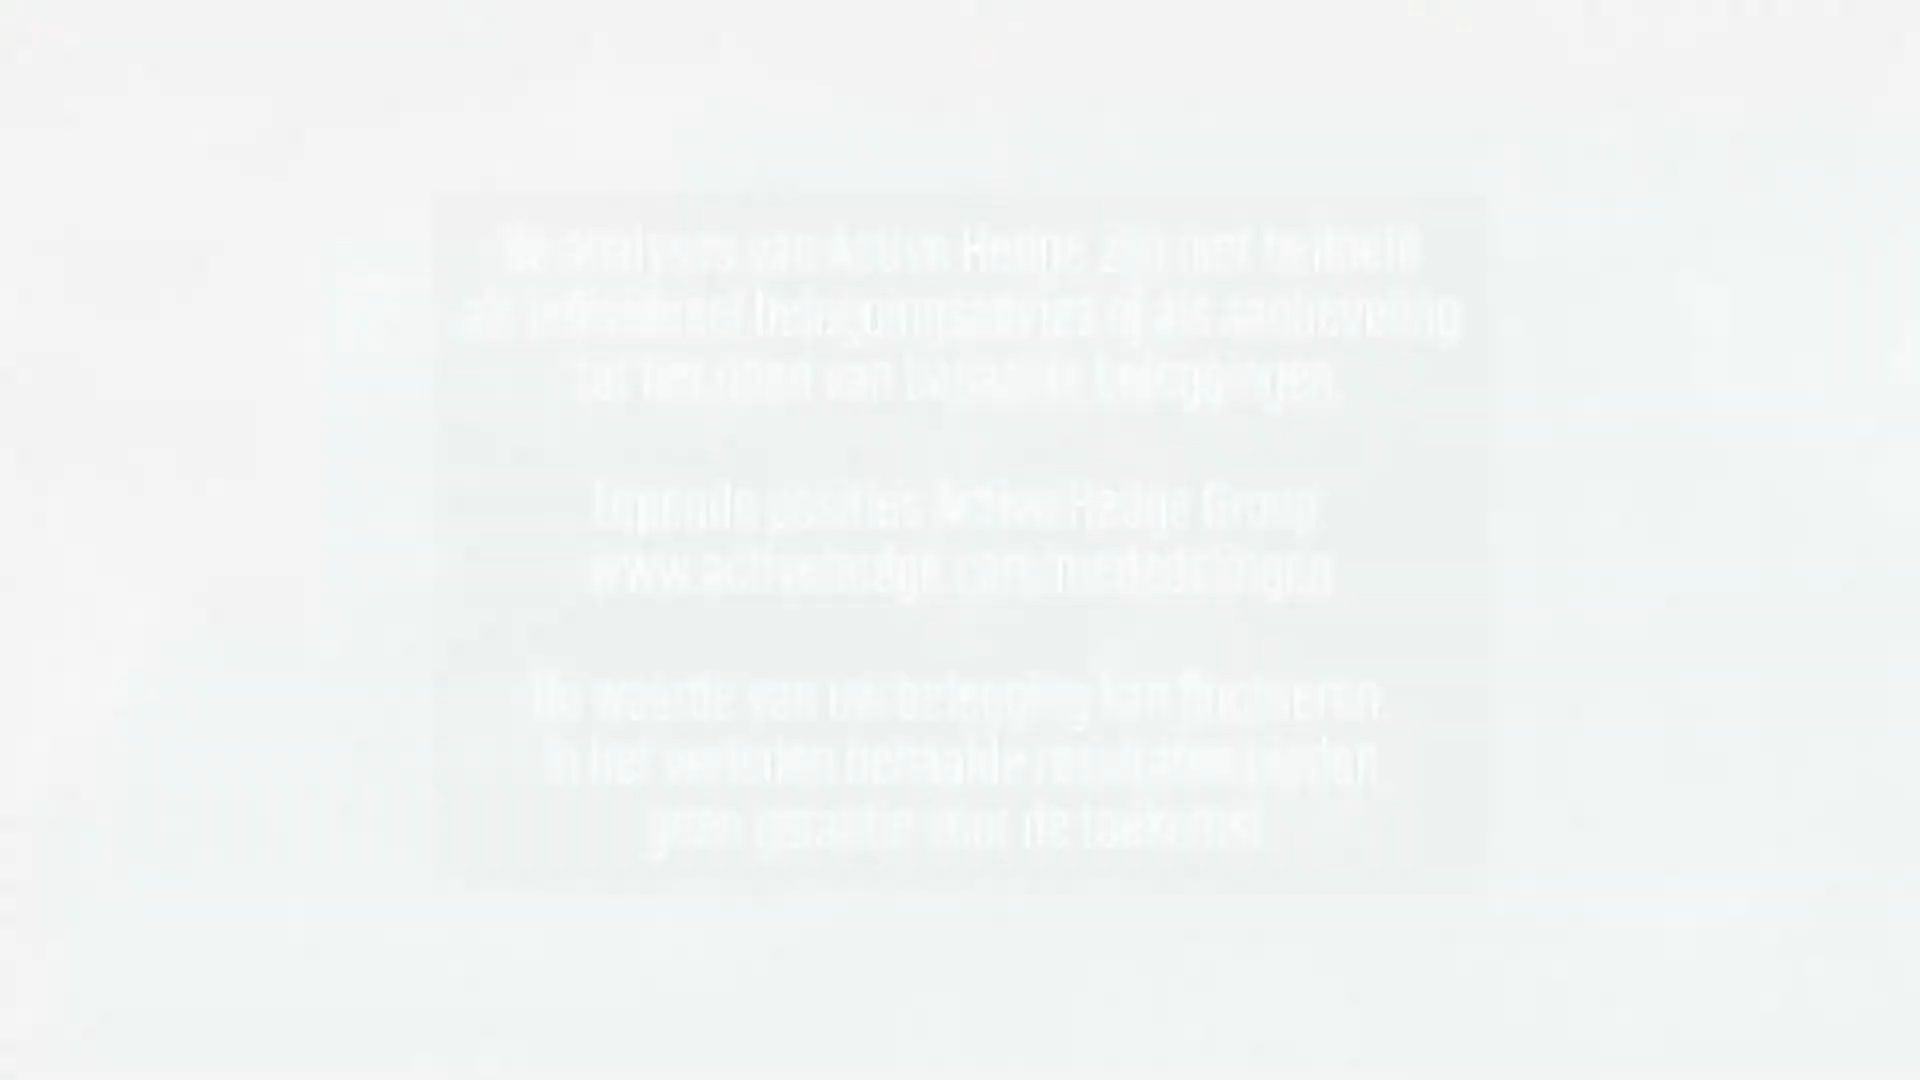 De analyses van Active Hedge zijn niet bedoeld
als individueel beleggingsadvies of als aanbeveling
tot het doen van bepaalde beleggingen.
Lopende posities Active Hedge Group:
www.activehedge.com/mededelingen
De waarde van uw belegging kan fluctueren.
In het verleden behaalde resultaten bieden
geen garantie voor de toekomst.